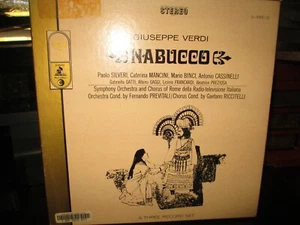 STEREO
GIUSEPPE VERDI
NABUCCO
Paolo SILVERI, Caterina MANCINI, Mario BINCI, Antonio CASSINELLI
Gabriella GATTI, Albino GAGGI, Licinio FRANCARDI, Beatrice PREZIOSA
Symphony Orchestra and Chorus of Rome della Radio-televisione Italiana
Orchestra Cond. by Fernando PREVITALI/Chorus Cond. by Gaetano RICCITELLI
A THREE RECORD SET